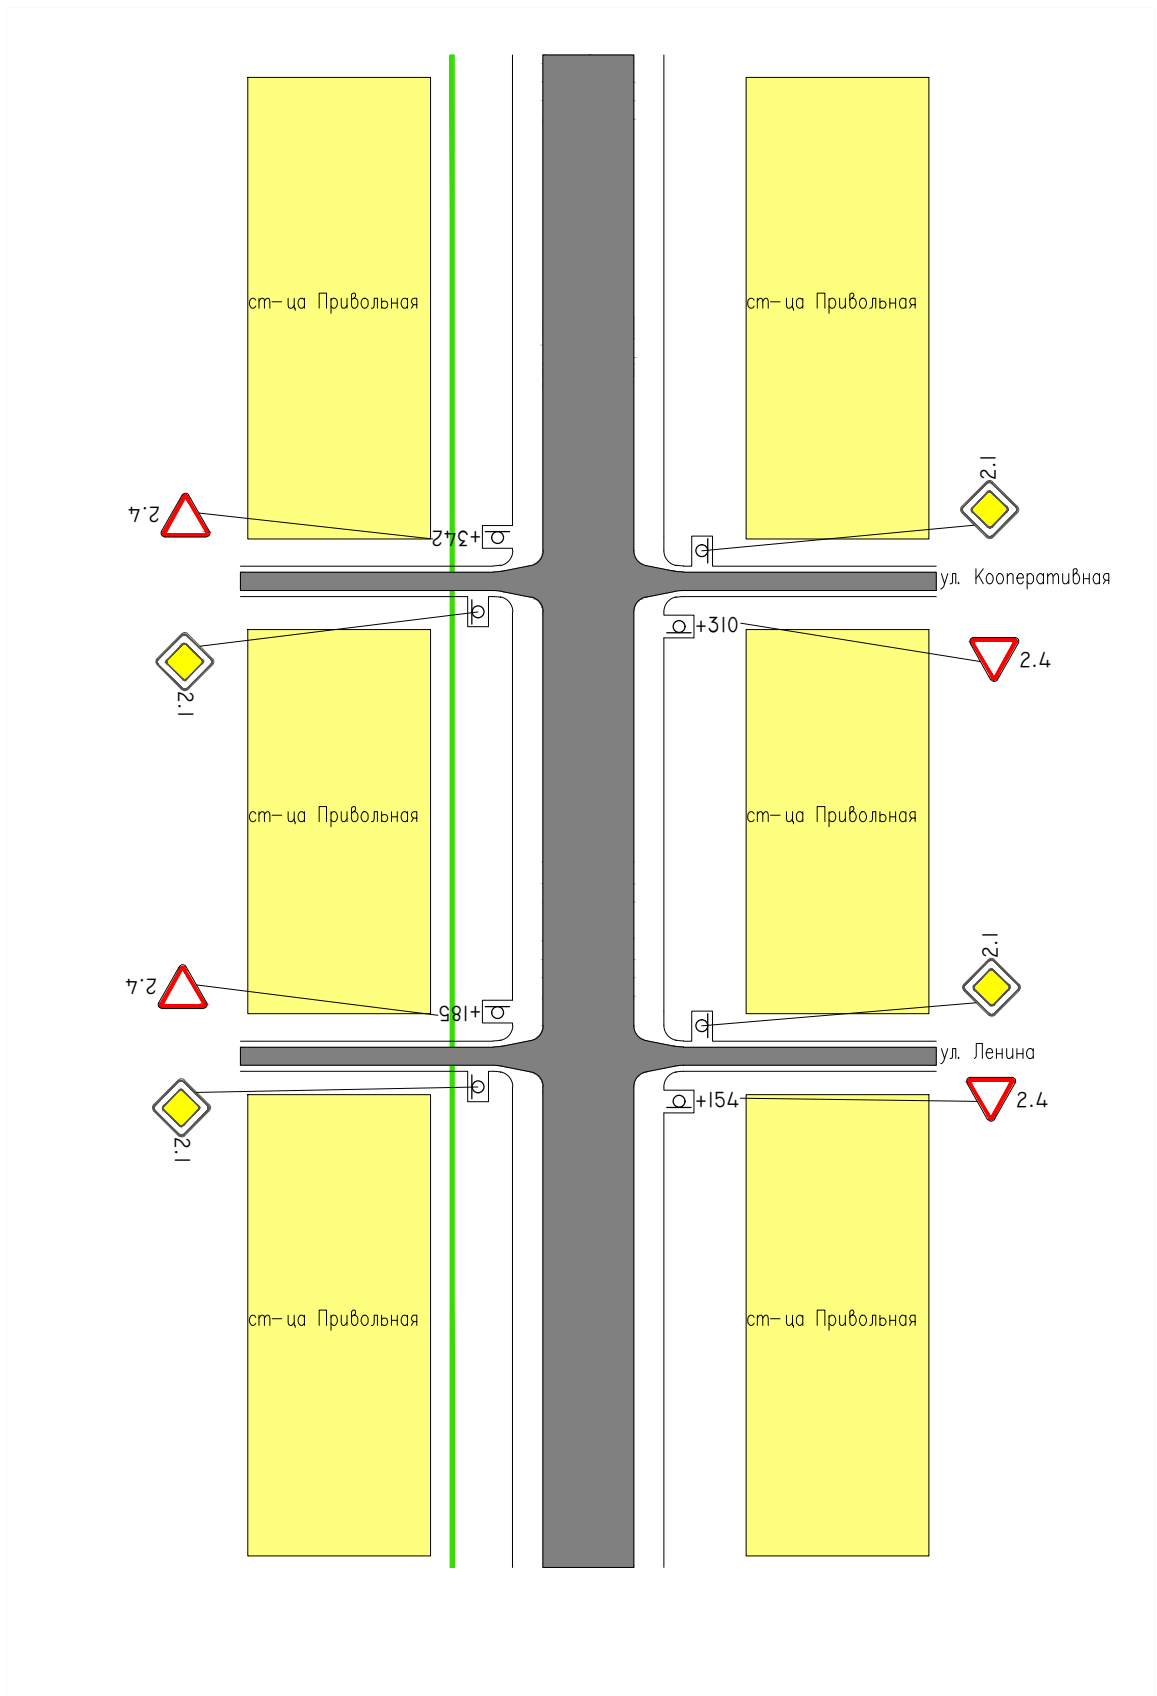 ст-ца Привольная
ст-ца Привольная
2.1
2.4
+342
ул. Кооперативная
+310
2.4
2.1
ст-ца Привольная
ст-ца Привольная
2.1
2.4
+185
ул. Ленина
+154
2.4
2.1
ст-ца Привольная
ст-ца Привольная